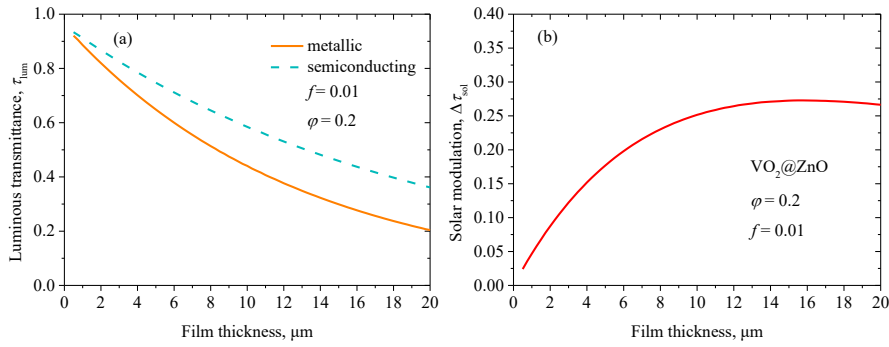 (a)
metallic
semiconducting
f = 0.01
φ = 0.2
Luminous transmittance, τlum
1.0
0.8
0.6
0.4
0.2
0.0
0 2 4 6 8 10 12 14 16 18 20
Film thickness, μm
(b)
VO2@ZnO
φ = 0.2
f = 0.01
Solar modulation, Δτsol
0.40
0.35
0.30
0.25
0.20
0.15
0.10
0.05
0.00
0 2 4 6 8 10 12 14 16 18 20
Film thickness, μm